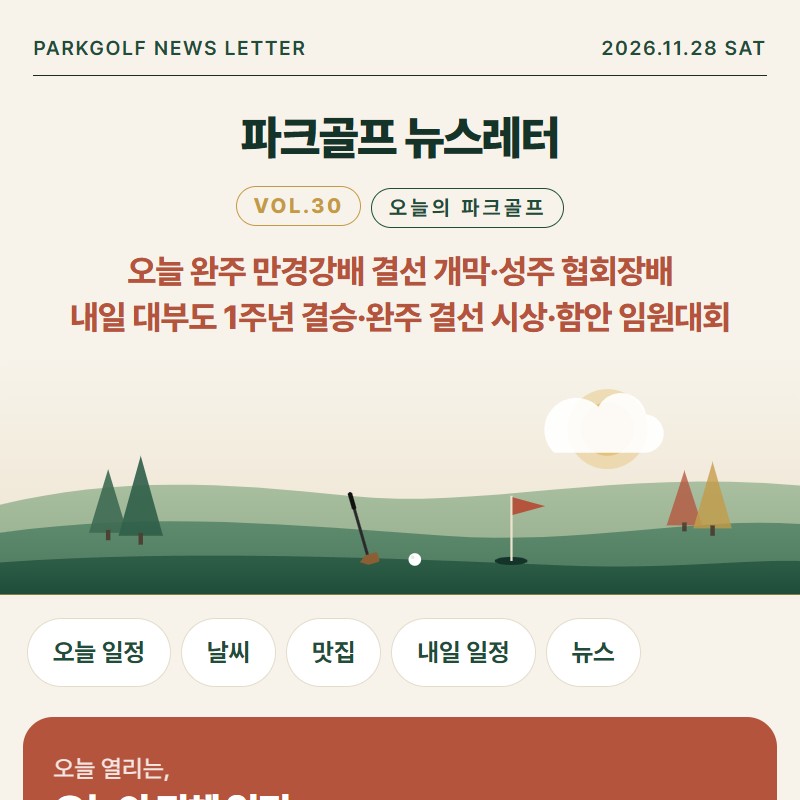 PARKGOLF NEWS LETTER
2026.11.28 SAT
파크골프 뉴스레터
VOL.30
오늘의 파크골프
오늘 완주 만경강배 결선 개막·성주 협회장배
내일 대부도 1주년 결승·완주 결선 시상·함안 임원대회
오늘 일정
날씨
맛집
내일 일정
뉴스
오늘 열리는,